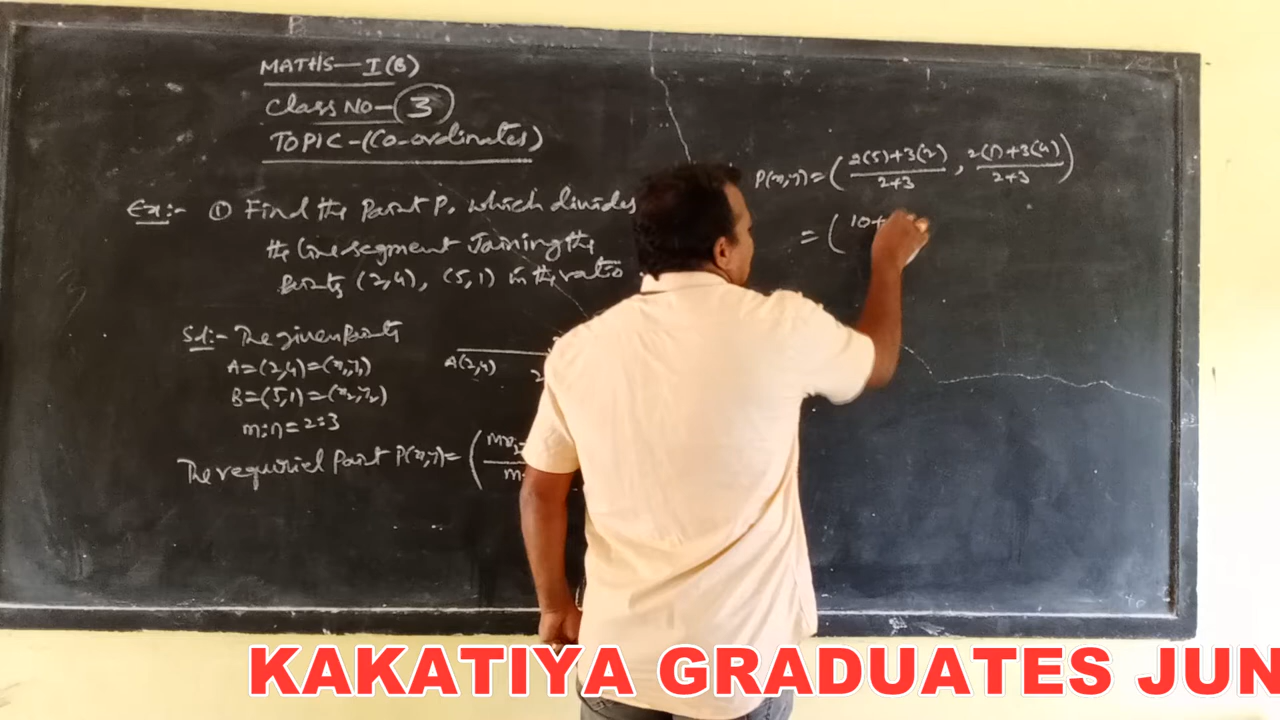 MATHS-I(B)
Class NO-3
TOPIC-(Co-ordinates)
Ex:- ① Find the Point P, which divides
the line segment Joining the
Points (2,4), (5,1) in the ratio
Sol:- The given Points
A=(2,4)=(x₁,y₁)
B=(5,1)=(x₂,y₂)
m:n=2:3
The required Point P(x,y)=(mx₂
m
A(2,4)
2
P(x,y)=(2(5)+3(2)/2+3, 2(1)+3(4)/2+3)
=(10+
KAKATIYA GRADUATES JUN